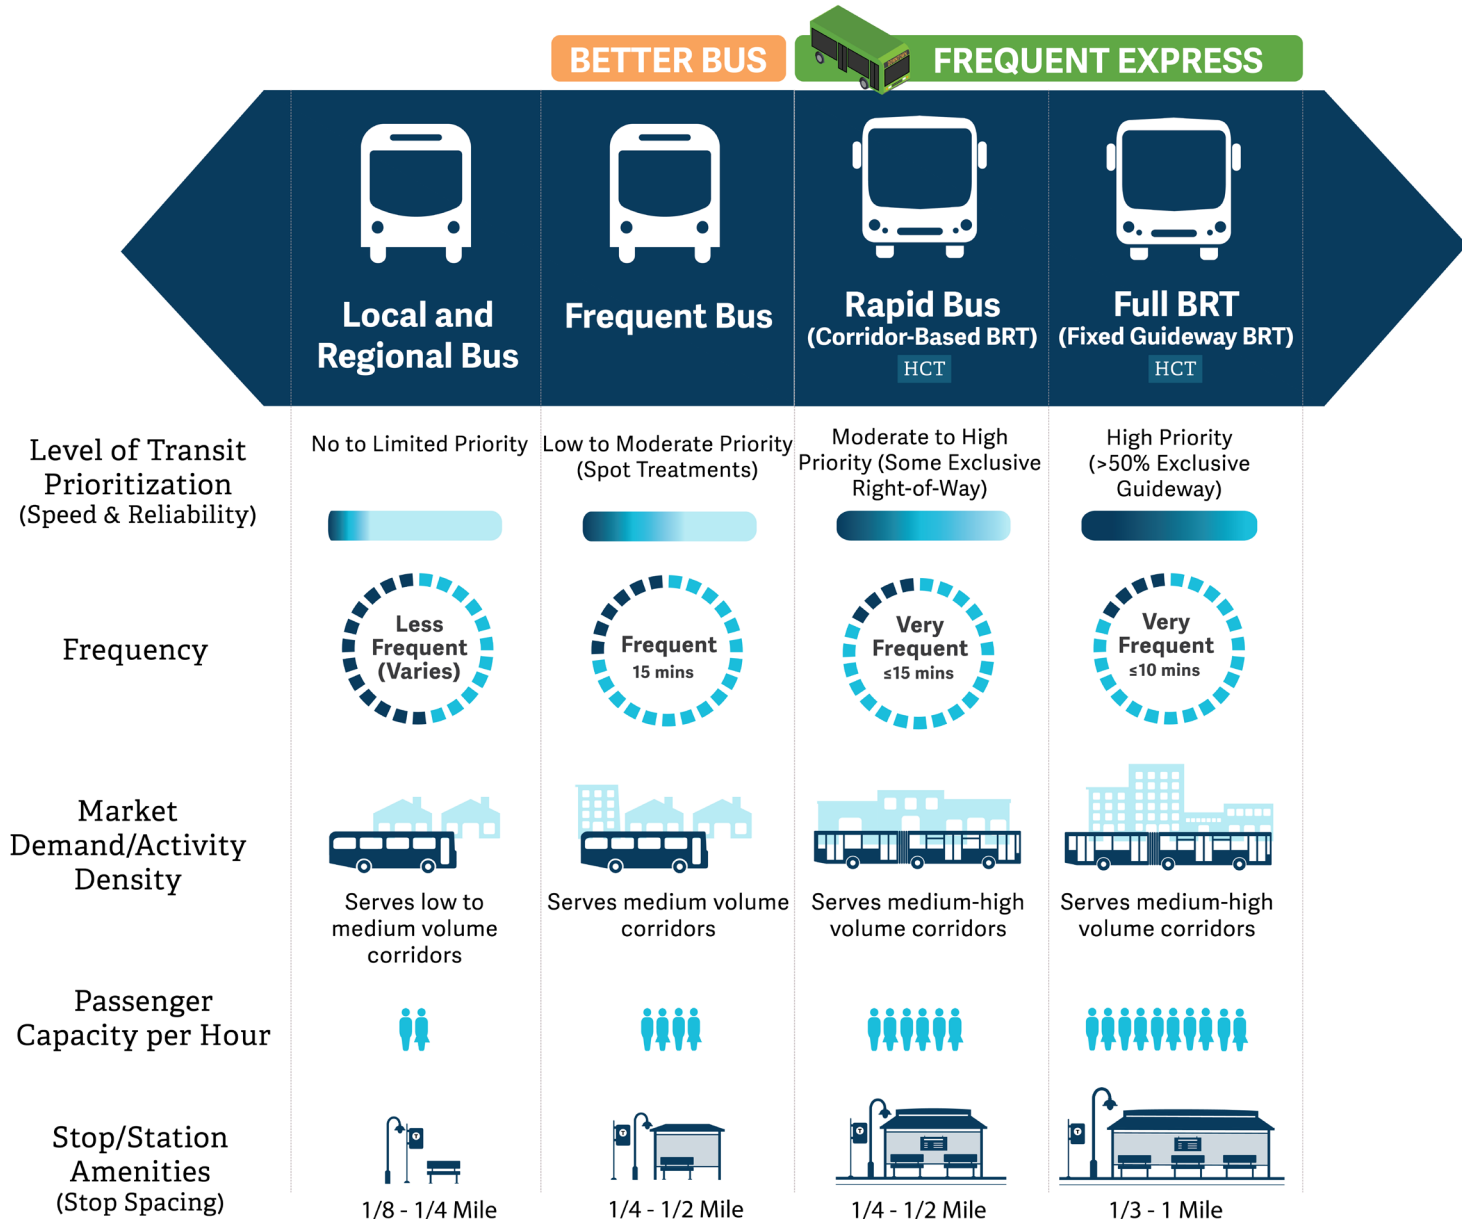 BETTER BUS
FREQUENT EXPRESS
Local and
Regional Bus
Frequent Bus
Rapid Bus
(Corridor-Based BRT)
HCT
Full BRT
(Fixed Guideway BRT)
HCT
Level of Transit
Prioritization
(Speed & Reliability)
No to Limited Priority
Low to Moderate Priority
(Spot Treatments)
Moderate to High
Priority (Some Exclusive
Right-of-Way)
High Priority
(>50% Exclusive
Guideway)
Frequency
Less
Frequent
(Varies)
Frequent
15 mins
Very
Frequent
≤15 mins
Very
Frequent
≤10 mins
Market
Demand/Activity
Density
Serves low to
medium volume
corridors
Serves medium volume
corridors
Serves medium-high
volume corridors
Serves medium-high
volume corridors
Passenger
Capacity per Hour
Stop/Station
Amenities
(Stop Spacing)
T
T
T
T
1/8 - 1/4 Mile
1/4 - 1/2 Mile
1/4 - 1/2 Mile
1/3 - 1 Mile